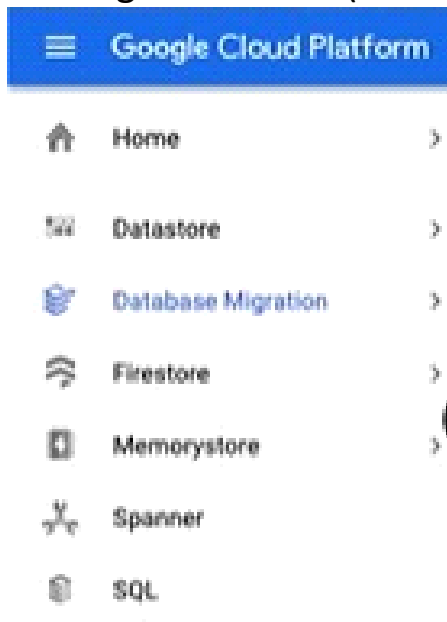 Google Cloud Platform
Home
Datastore
Database Migration
Firestore
Memorystore
Spanner
SQL